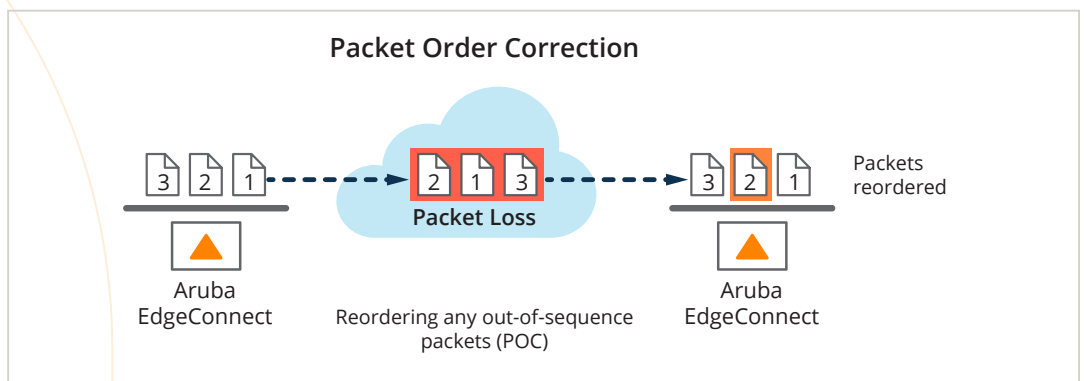 Packet Order Correction
3 2 1
2 1 3
3 2 1
Packets
reordered
Packet Loss
Aruba
EdgeConnect
Reordering any out-of-sequence
packets (POC)
Aruba
EdgeConnect